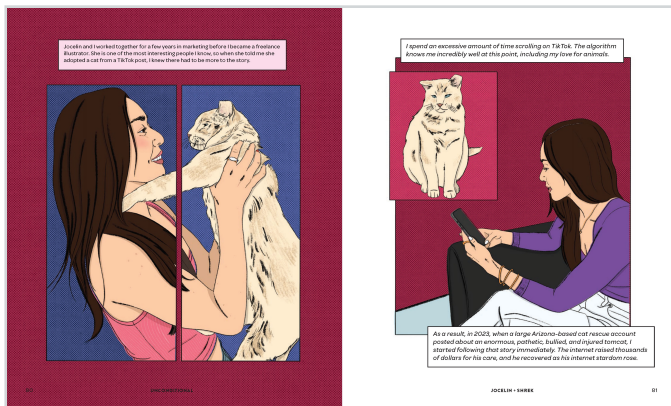 Jocelin and I worked together for a few years in marketing before I became a freelance
illustrator. She is one of the most interesting people I know, so when she told me she
adopted a cat from a TikTok post, I knew there had to be more to the story.
I spend an excessive amount of time scrolling on TikTok. The algorithm
knows me incredibly well at this point, including my love for animals.
As a result, in 2023, when a large Arizona-based cat rescue account
posted about an enormous, pathetic, bullied, and injured tomcat, I
started following that story immediately. The internet raised thousands
of dollars for his care, and he recovered as his internet stardom rose.
JOCELIN + SHREK
81